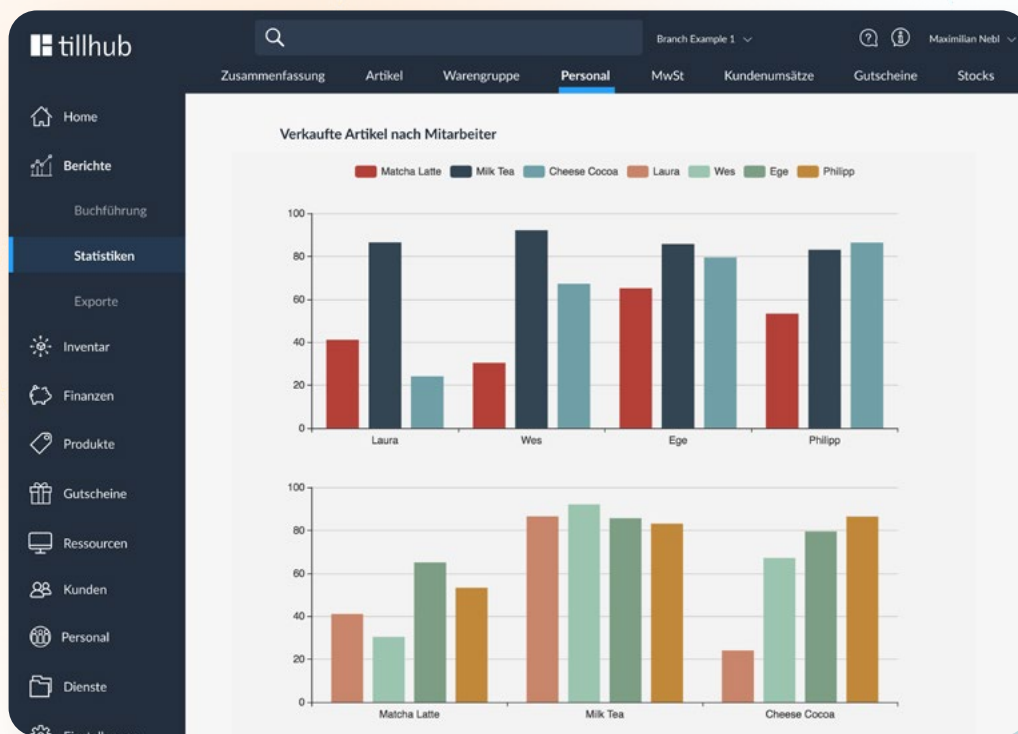 tillhub
Branch Example 1
Maximilian Nebl
Zusammenfassung Artikel Warengruppe Personal MwSt Kundenumsätze Gutscheine Stocks
Home
Berichte
Buchführung
Statistiken
Exporte
Inventar
Finanzen
Produkte
Gutscheine
Ressourcen
Kunden
Personal
Dienste
Verkaufte Artikel nach Mitarbeiter
Matcha Latte Milk Tea Cheese Cocoa Laura Wes Ege Philipp
100
80
60
40
20
0
Laura Wes Ege Philipp
100
80
60
40
20
0
Matcha Latte Milk Tea Cheese Cocoa